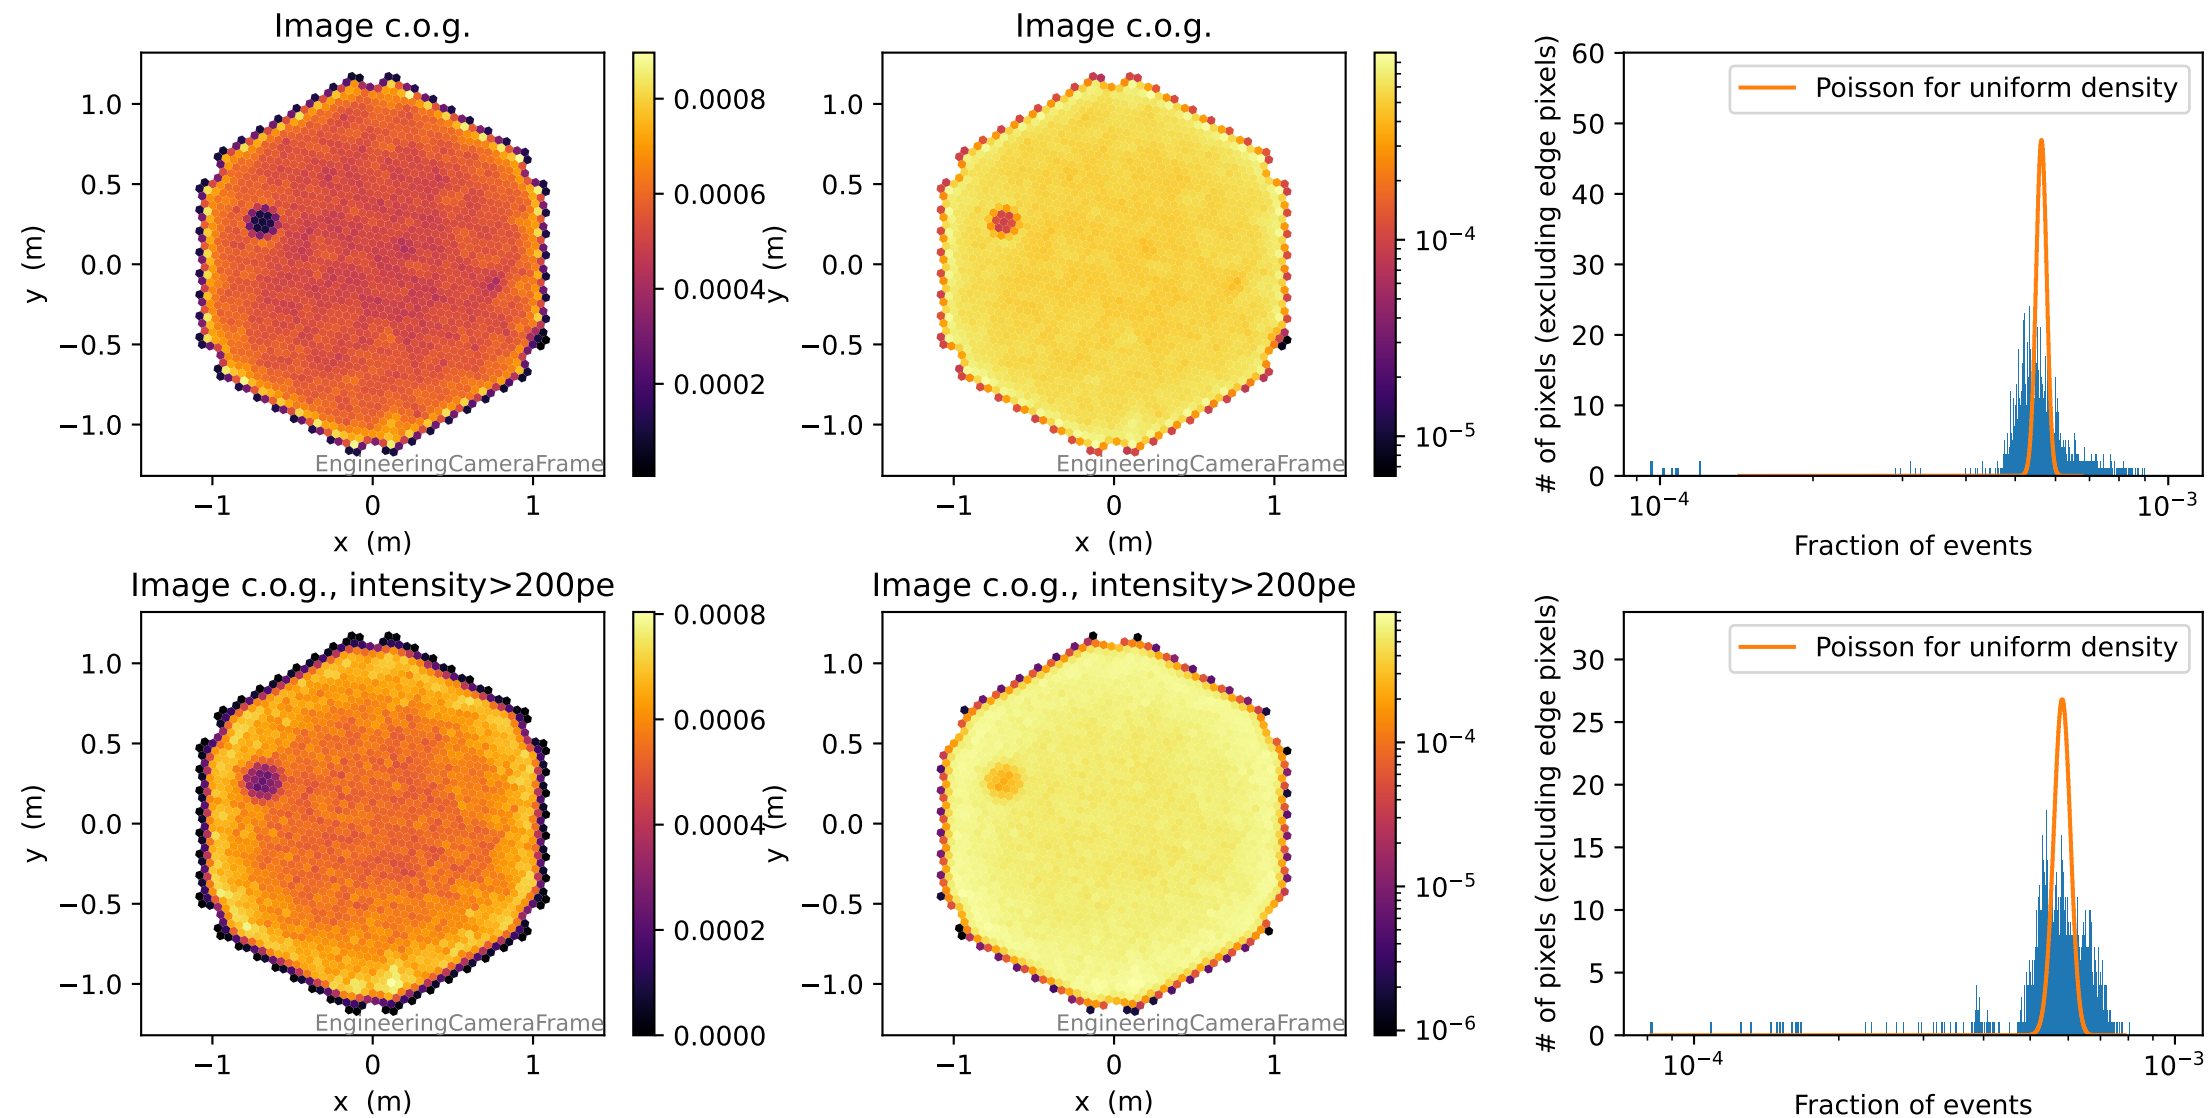 Image c.o.g.
1.0
0.5
0.0
−0.5
−1.0
y (m)
−1 0 1
x (m)
EngineeringCameraFrame
0.0008
0.0006
0.0004
0.0002
Image c.o.g.
1.0
0.5
0.0
−0.5
−1.0
y (m)
−1 0 1
x (m)
EngineeringCameraFrame
10⁻⁴
10⁻⁵
# of pixels (excluding edge pixels)
60
50
40
30
20
10
0
Poisson for uniform density
10⁻⁴ 10⁻³
Fraction of events
Image c.o.g., intensity>200pe
1.0
0.5
0.0
−0.5
−1.0
y (m)
−1 0 1
x (m)
EngineeringCameraFrame
0.0008
0.0006
0.0004
0.0002
0.0000
Image c.o.g., intensity>200pe
1.0
0.5
0.0
−0.5
−1.0
y (m)
−1 0 1
x (m)
EngineeringCameraFrame
10⁻⁴
10⁻⁵
10⁻⁶
# of pixels (excluding edge pixels)
30
25
20
15
10
5
0
Poisson for uniform density
10⁻⁴ 10⁻³
Fraction of events